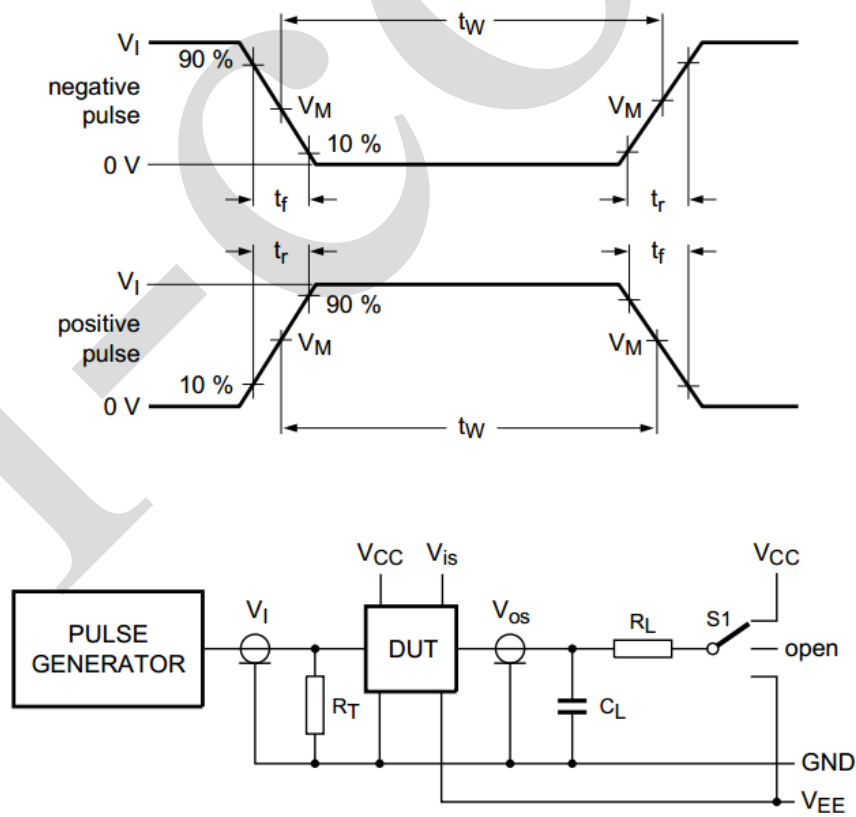 tW
VI
90 %
negative
pulse
VM
VM
10 %
0 V
tf
tr
tr
tf
VI
90 %
positive
pulse
VM
VM
10 %
0 V
tW
VCC
Vis
VCC
PULSE
GENERATOR
VI
DUT
Vos
RL
S1
open
RT
CL
GND
VEE